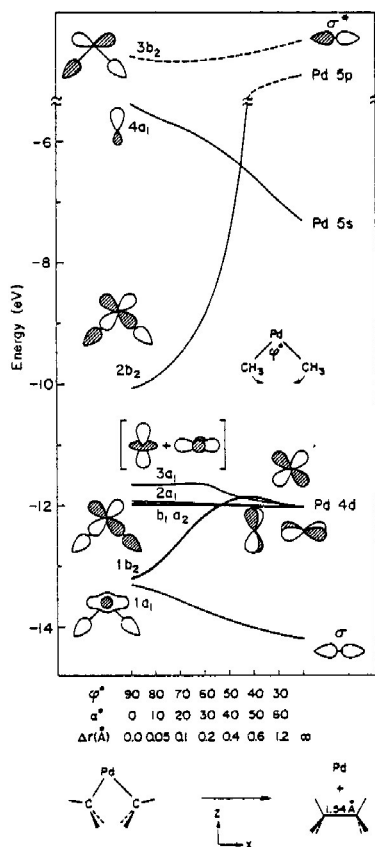 σ*
3b₂
Pd 5p
4a₁
-6
Pd 5s
Energy (eV)
-8
Pd
φ°
CH₃ CH₃
2b₂
-10
[ + ]
3a₁
2a₁
-12
Pd 4d
b₁ a₂
1b₂
1a₁
-14
σ
φ° 90 80 70 60 50 40 30
α° 0 10 20 30 40 50 60
Δr(Å) 0.0 0.05 0.1 0.2 0.4 0.6 1.2 ∞
Pd
C C
Pd
+
1.54Å
z
x